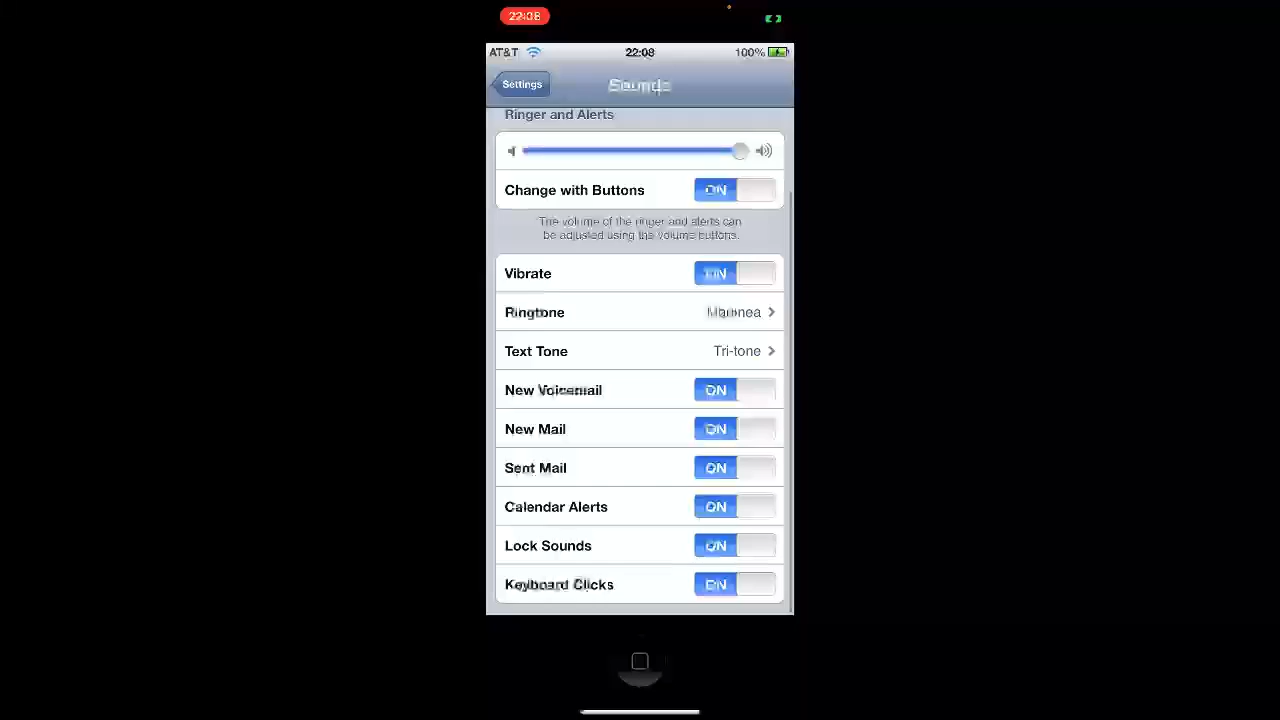 22:08
AT&T 22:08 100%
Settings Sounds
Ringer and Alerts
Change with Buttons ON
The volume of the ringer and alerts can
be adjusted using the volume buttons.
Vibrate ON
Ringtone Marimba
Text Tone Tri-tone
New Voicemail ON
New Mail ON
Sent Mail ON
Calendar Alerts ON
Lock Sounds ON
Keyboard Clicks ON